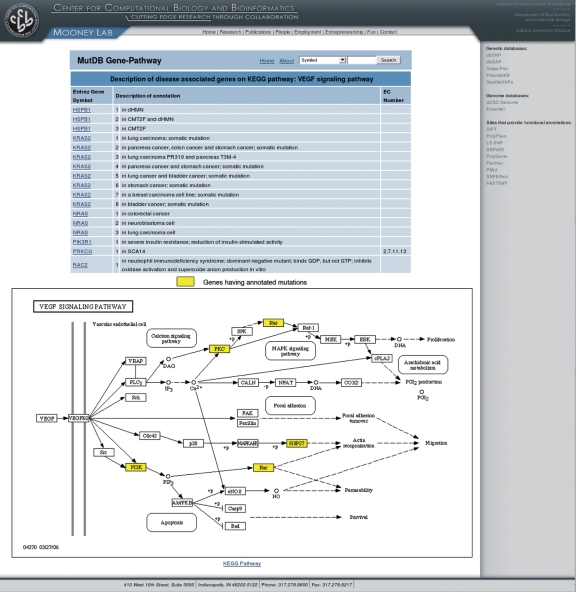 CENTER FOR COMPUTATIONAL BIOLOGY AND BIOINFORMATICS
CUTTING EDGE RESEARCH THROUGH COLLABORATION
MOONEY LAB
Home | Research | Publications | People | Employment | Entrepreneurship | Fun | Contact
MutDB Gene-Pathway
Home About Symbol Search
Description of disease associated genes on KEGG pathway: VEGF signaling pathway
Entrez Gene Symbol Description of annotation EC Number
HSPB1 1 in dHMN
HSPB1 2 in CMT2F and dHMN
HSPB1 3 in CMT2F
KRAS2 1 in lung carcinoma; somatic mutation
KRAS2 2 in pancreas cancer, colon cancer and stomach cancer; somatic mutation
KRAS2 3 in lung carcinoma PR310 and pancreas T3M-4
KRAS2 4 in pancreas cancer and stomach cancer; somatic mutation
KRAS2 5 in lung cancer and bladder cancer; somatic mutation
KRAS2 6 in stomach cancer; somatic mutation
KRAS2 7 in a breast carcinoma cell line; somatic mutation
KRAS2 8 in bladder cancer; somatic mutation
NRAS 1 in colorectal cancer
NRAS 2 in neuroblastoma cell
NRAS 3 in lung carcinoma cell
PIK3R1 1 in severe insulin resistance; reduction of insulin-stimulated activity
PRKCG 1 in SCA14 2.7.11.13
RAC2 1 in neutrophil immunodeficiency syndrome; dominant-negative mutant; binds GDP, but not GTP; inhibits
oxidase activation and superoxide anion production in vitro
Genes having annotated mutations
Genetic databases:
dbSNP
dbGAP
Swiss-Prot
PharmGKB
SeattleSNPs
Genome databases:
UCSC Genome
Ensembl
Sites that provide functional annotations:
SIFT
PolyPhen
LS-SNP
SNPs3D
PolyDoms
Panther
PMut
SNPEffect
FASTSNP
VEGF SIGNALING PATHWAY
Vascular endothelial cell
Calcium signaling
pathway
SPK
Ras
Raf-1
PKC
MAPK signaling
pathway
MEK
ERK
DNA
Proliferation
VRAP
DAG
cPLA2
Arachidonic acid
metabolism
PLCγ
IP3
Ca2+
CALN
NFAT
DNA
COX2
PGI2 production
PGI2
Sck
Focal adhesion
FAK
Paxillin
Focal adhesion
turnover
VEGF
VEGFR2
Cdc42
p38
MAPKAPK
HSP27
Actin
reorganization
Migration
Src
PI3K
PIP3
Rac
eNOS
NO
Permeability
Akt/PKB
Casp9
Bad
Survival
Apoptosis
04370 03/27/06
KEGG Pathway
410 West 10th Street, Suite 5000 | Indianapolis, IN 46202-5122 | Phone: 317.278.9650 | Fax: 317.278.9217